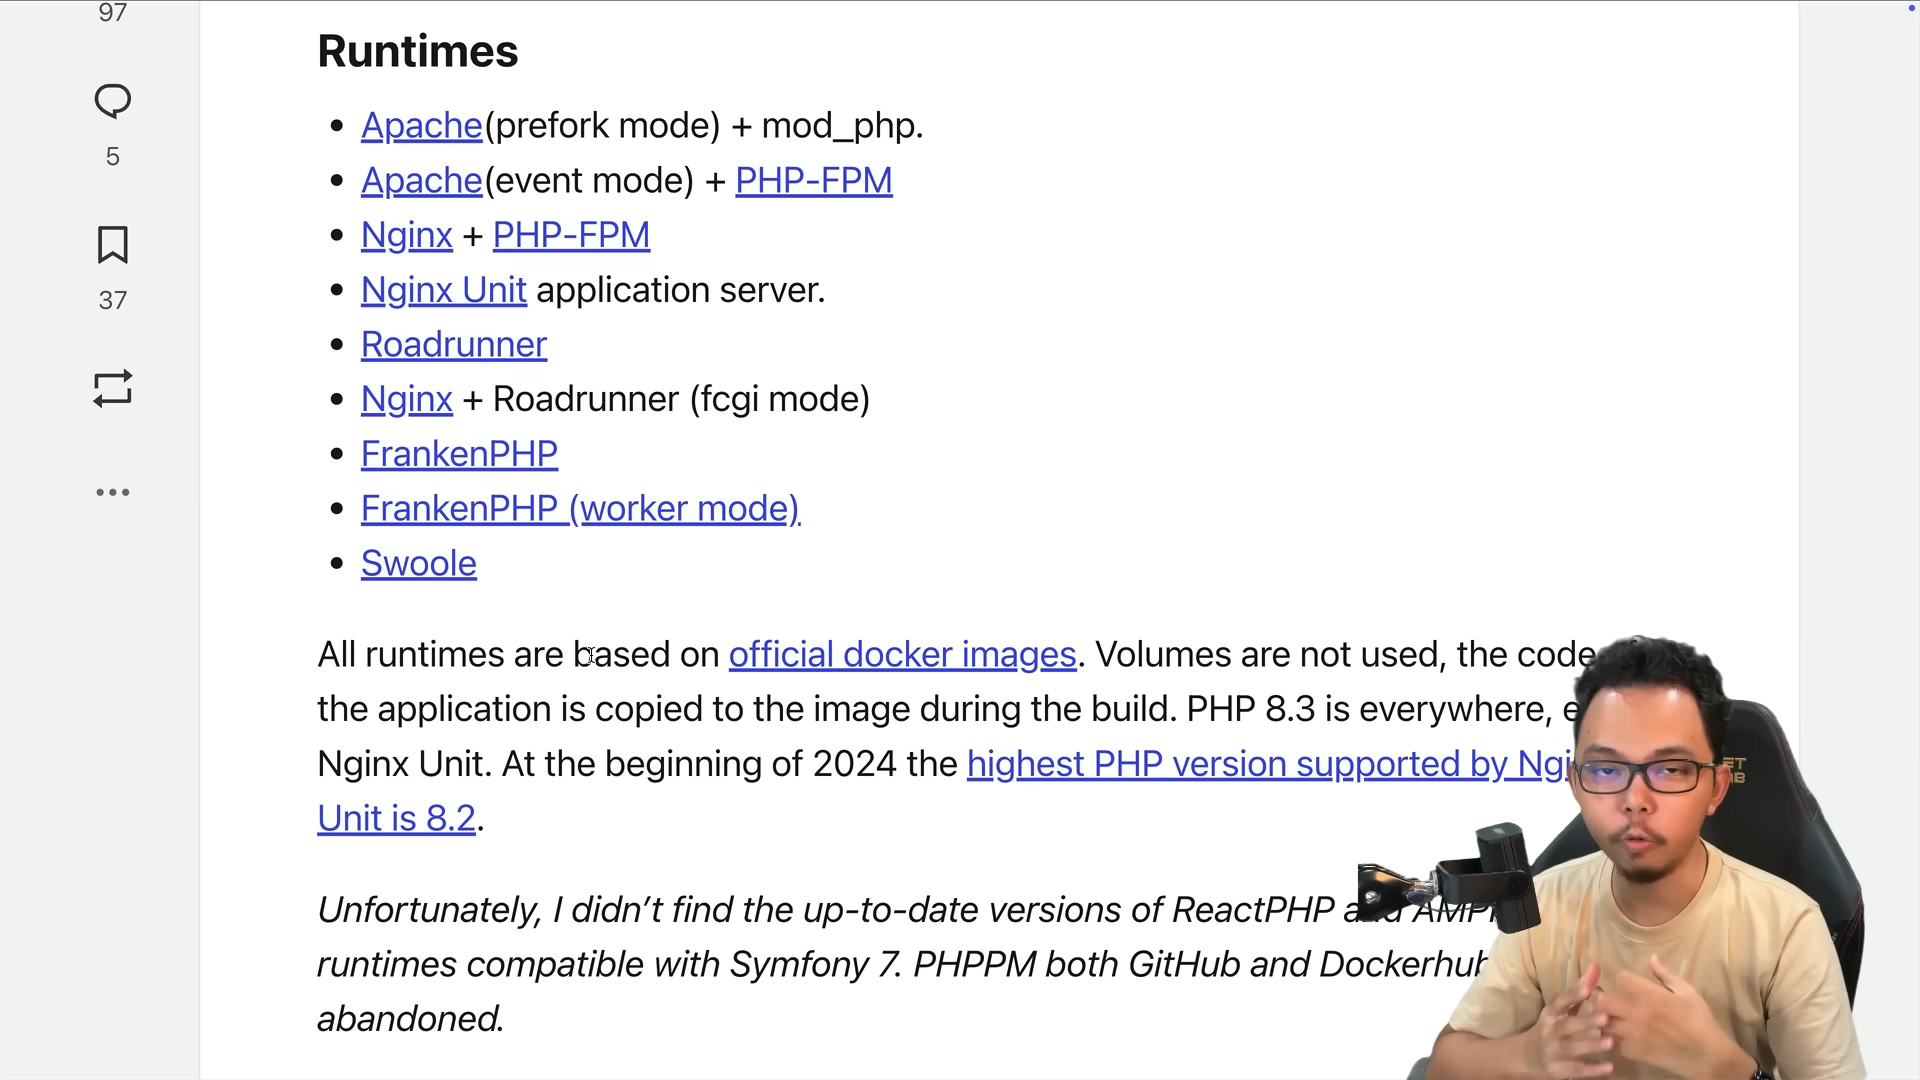 97
Runtimes
Apache(prefork mode) + mod_php.
5
Apache(event mode) + PHP-FPM
Nginx + PHP-FPM
Nginx Unit application server.
37
Roadrunner
Nginx + Roadrunner (fcgi mode)
FrankenPHP
FrankenPHP (worker mode)
Swoole
All runtimes are based on official docker images. Volumes are not used, the code
the application is copied to the image during the build. PHP 8.3 is everywhere,
Nginx Unit. At the beginning of 2024 the highest PHP version supported by
Unit is 8.2.
Unfortunately, I didn't find the up-to-date versions of ReactPHP
runtimes compatible with Symfony 7. PHPPM both GitHub and Dockerhub
abandoned.